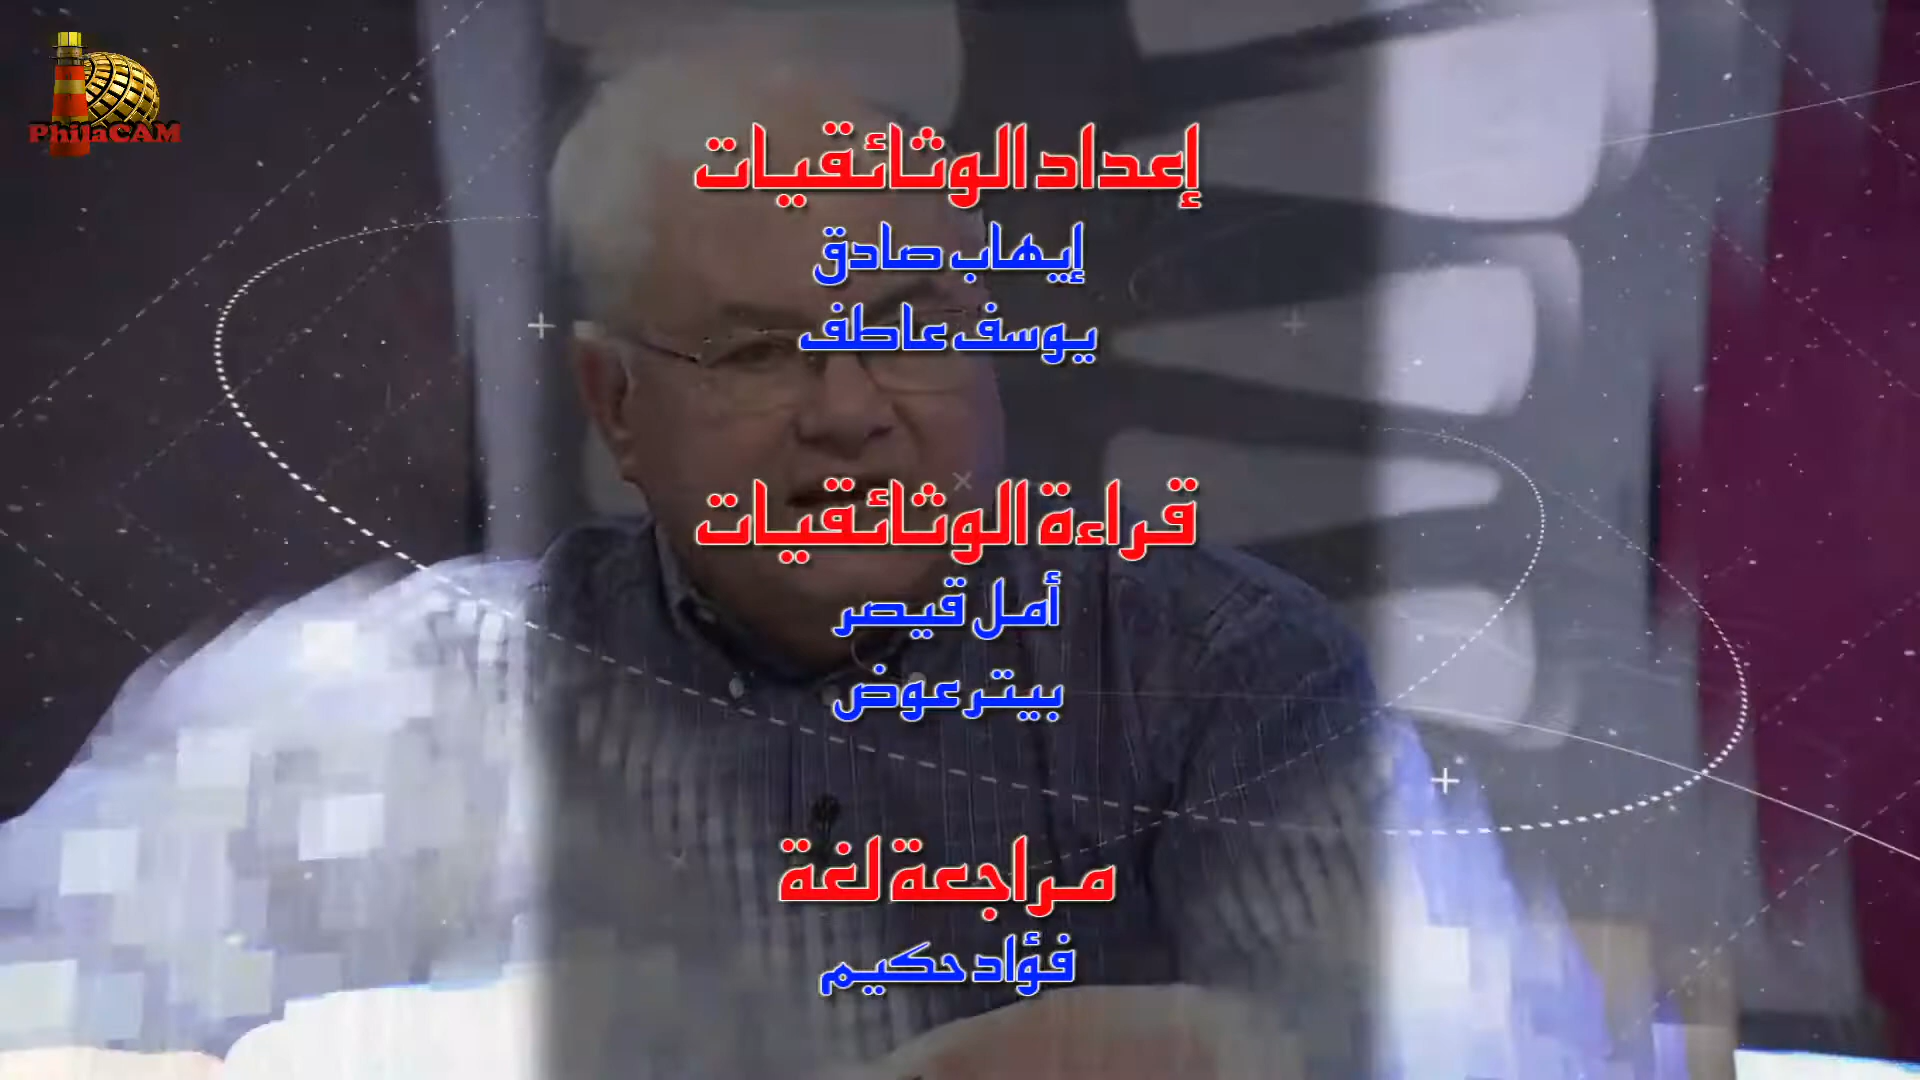 PhilaCAM
إعداد الوثائقيات
إيهاب صادق
يوسف عاطف
قراءة الوثائقيات
أمل قيصر
بيتر عوض
مراجعة لغة
فؤاد حكيم